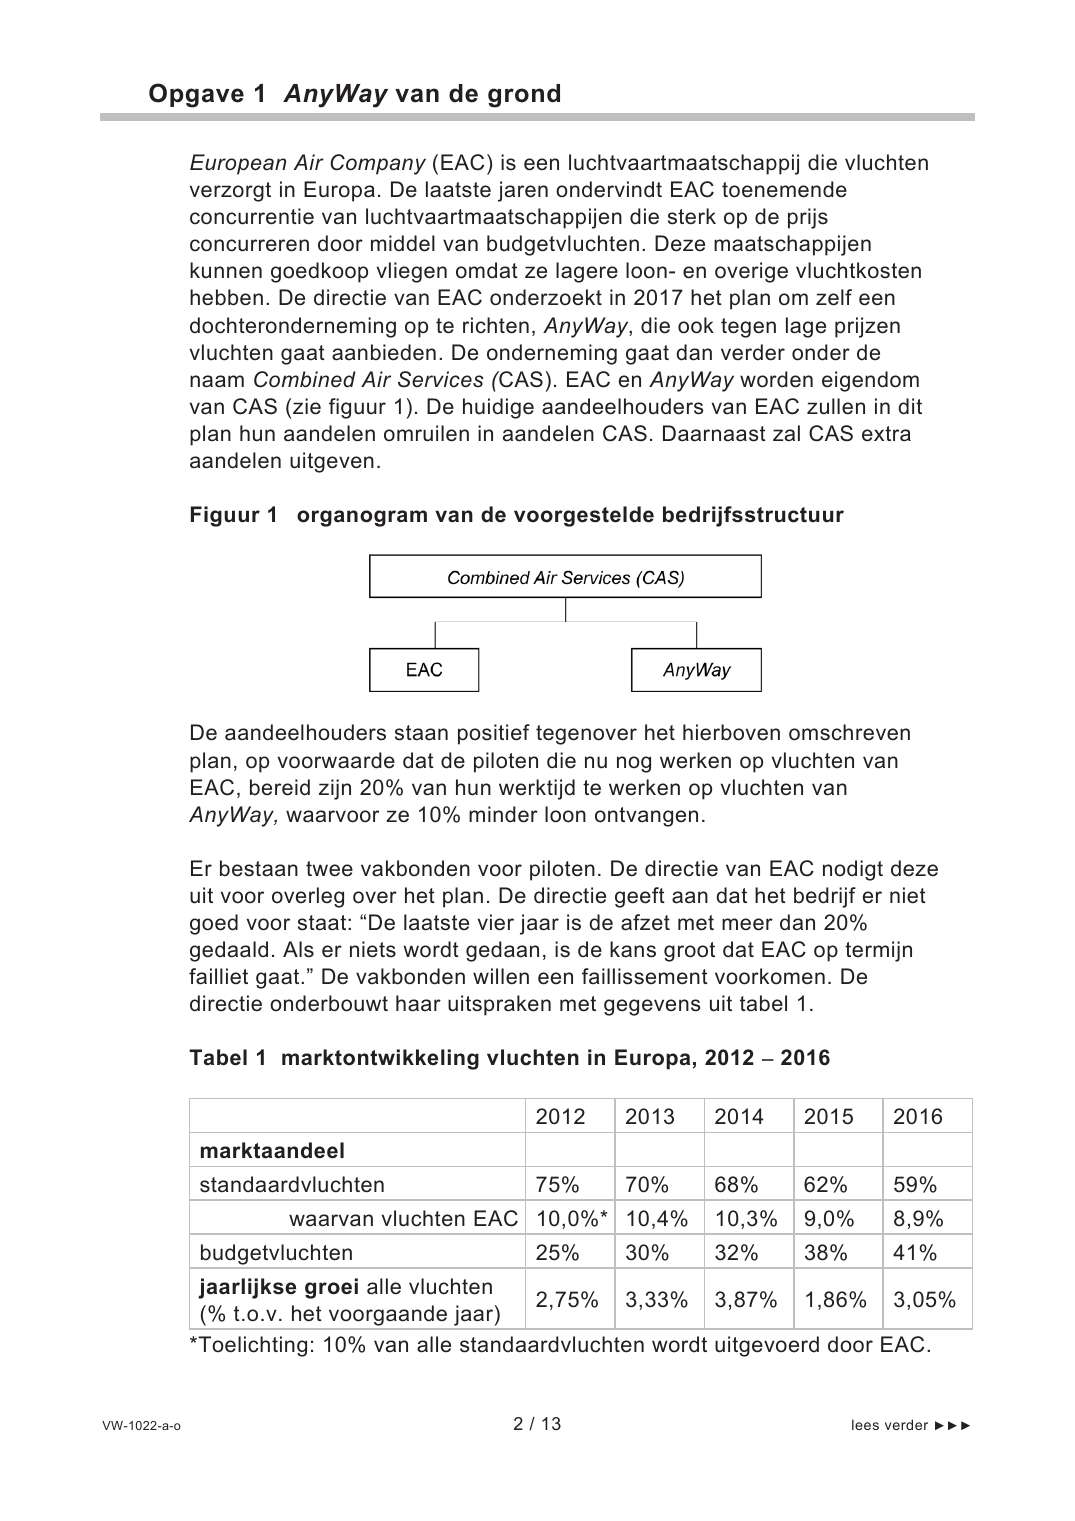 Opgave 1 AnyWay van de grond
European Air Company (EAC) is een luchtvaartmaatschappij die vluchten
verzorgt in Europa. De laatste jaren ondervindt EAC toenemende
concurrentie van luchtvaartmaatschappijen die sterk op de prijs
concurreren door middel van budgetvluchten. Deze maatschappijen
kunnen goedkoop vliegen omdat ze lagere loon- en overige vluchtkosten
hebben. De directie van EAC onderzoekt in 2017 het plan om zelf een
dochteronderneming op te richten, AnyWay, die ook tegen lage prijzen
vluchten gaat aanbieden. De onderneming gaat dan verder onder de
naam Combined Air Services (CAS). EAC en AnyWay worden eigendom
van CAS (zie figuur 1). De huidige aandeelhouders van EAC zullen in dit
plan hun aandelen omruilen in aandelen CAS. Daarnaast zal CAS extra
aandelen uitgeven.
Figuur 1 organogram van de voorgestelde bedrijfsstructuur
Combined Air Services (CAS)
EAC AnyWay
De aandeelhouders staan positief tegenover het hierboven omschreven
plan, op voorwaarde dat de piloten die nu nog werken op vluchten van
EAC, bereid zijn 20% van hun werktijd te werken op vluchten van
AnyWay, waarvoor ze 10% minder loon ontvangen.
Er bestaan twee vakbonden voor piloten. De directie van EAC nodigt deze
uit voor overleg over het plan. De directie geeft aan dat het bedrijf er niet
goed voor staat: “De laatste vier jaar is de afzet met meer dan 20%
gedaald. Als er niets wordt gedaan, is de kans groot dat EAC op termijn
failliet gaat.” De vakbonden willen een faillissement voorkomen. De
directie onderbouwt haar uitspraken met gegevens uit tabel 1.
Tabel 1 marktontwikkeling vluchten in Europa, 2012 – 2016
2012 2013 2014 2015 2016
marktaandeel
standaardvluchten 75% 70% 68% 62% 59%
waarvan vluchten EAC 10,0%* 10,4% 10,3% 9,0% 8,9%
budgetvluchten 25% 30% 32% 38% 41%
jaarlijkse groei alle vluchten
(% t.o.v. het voorgaande jaar) 2,75% 3,33% 3,87% 1,86% 3,05%
*Toelichting: 10% van alle standaardvluchten wordt uitgevoerd door EAC.
VW-1022-a-o 2 / 13 lees verder ►►►